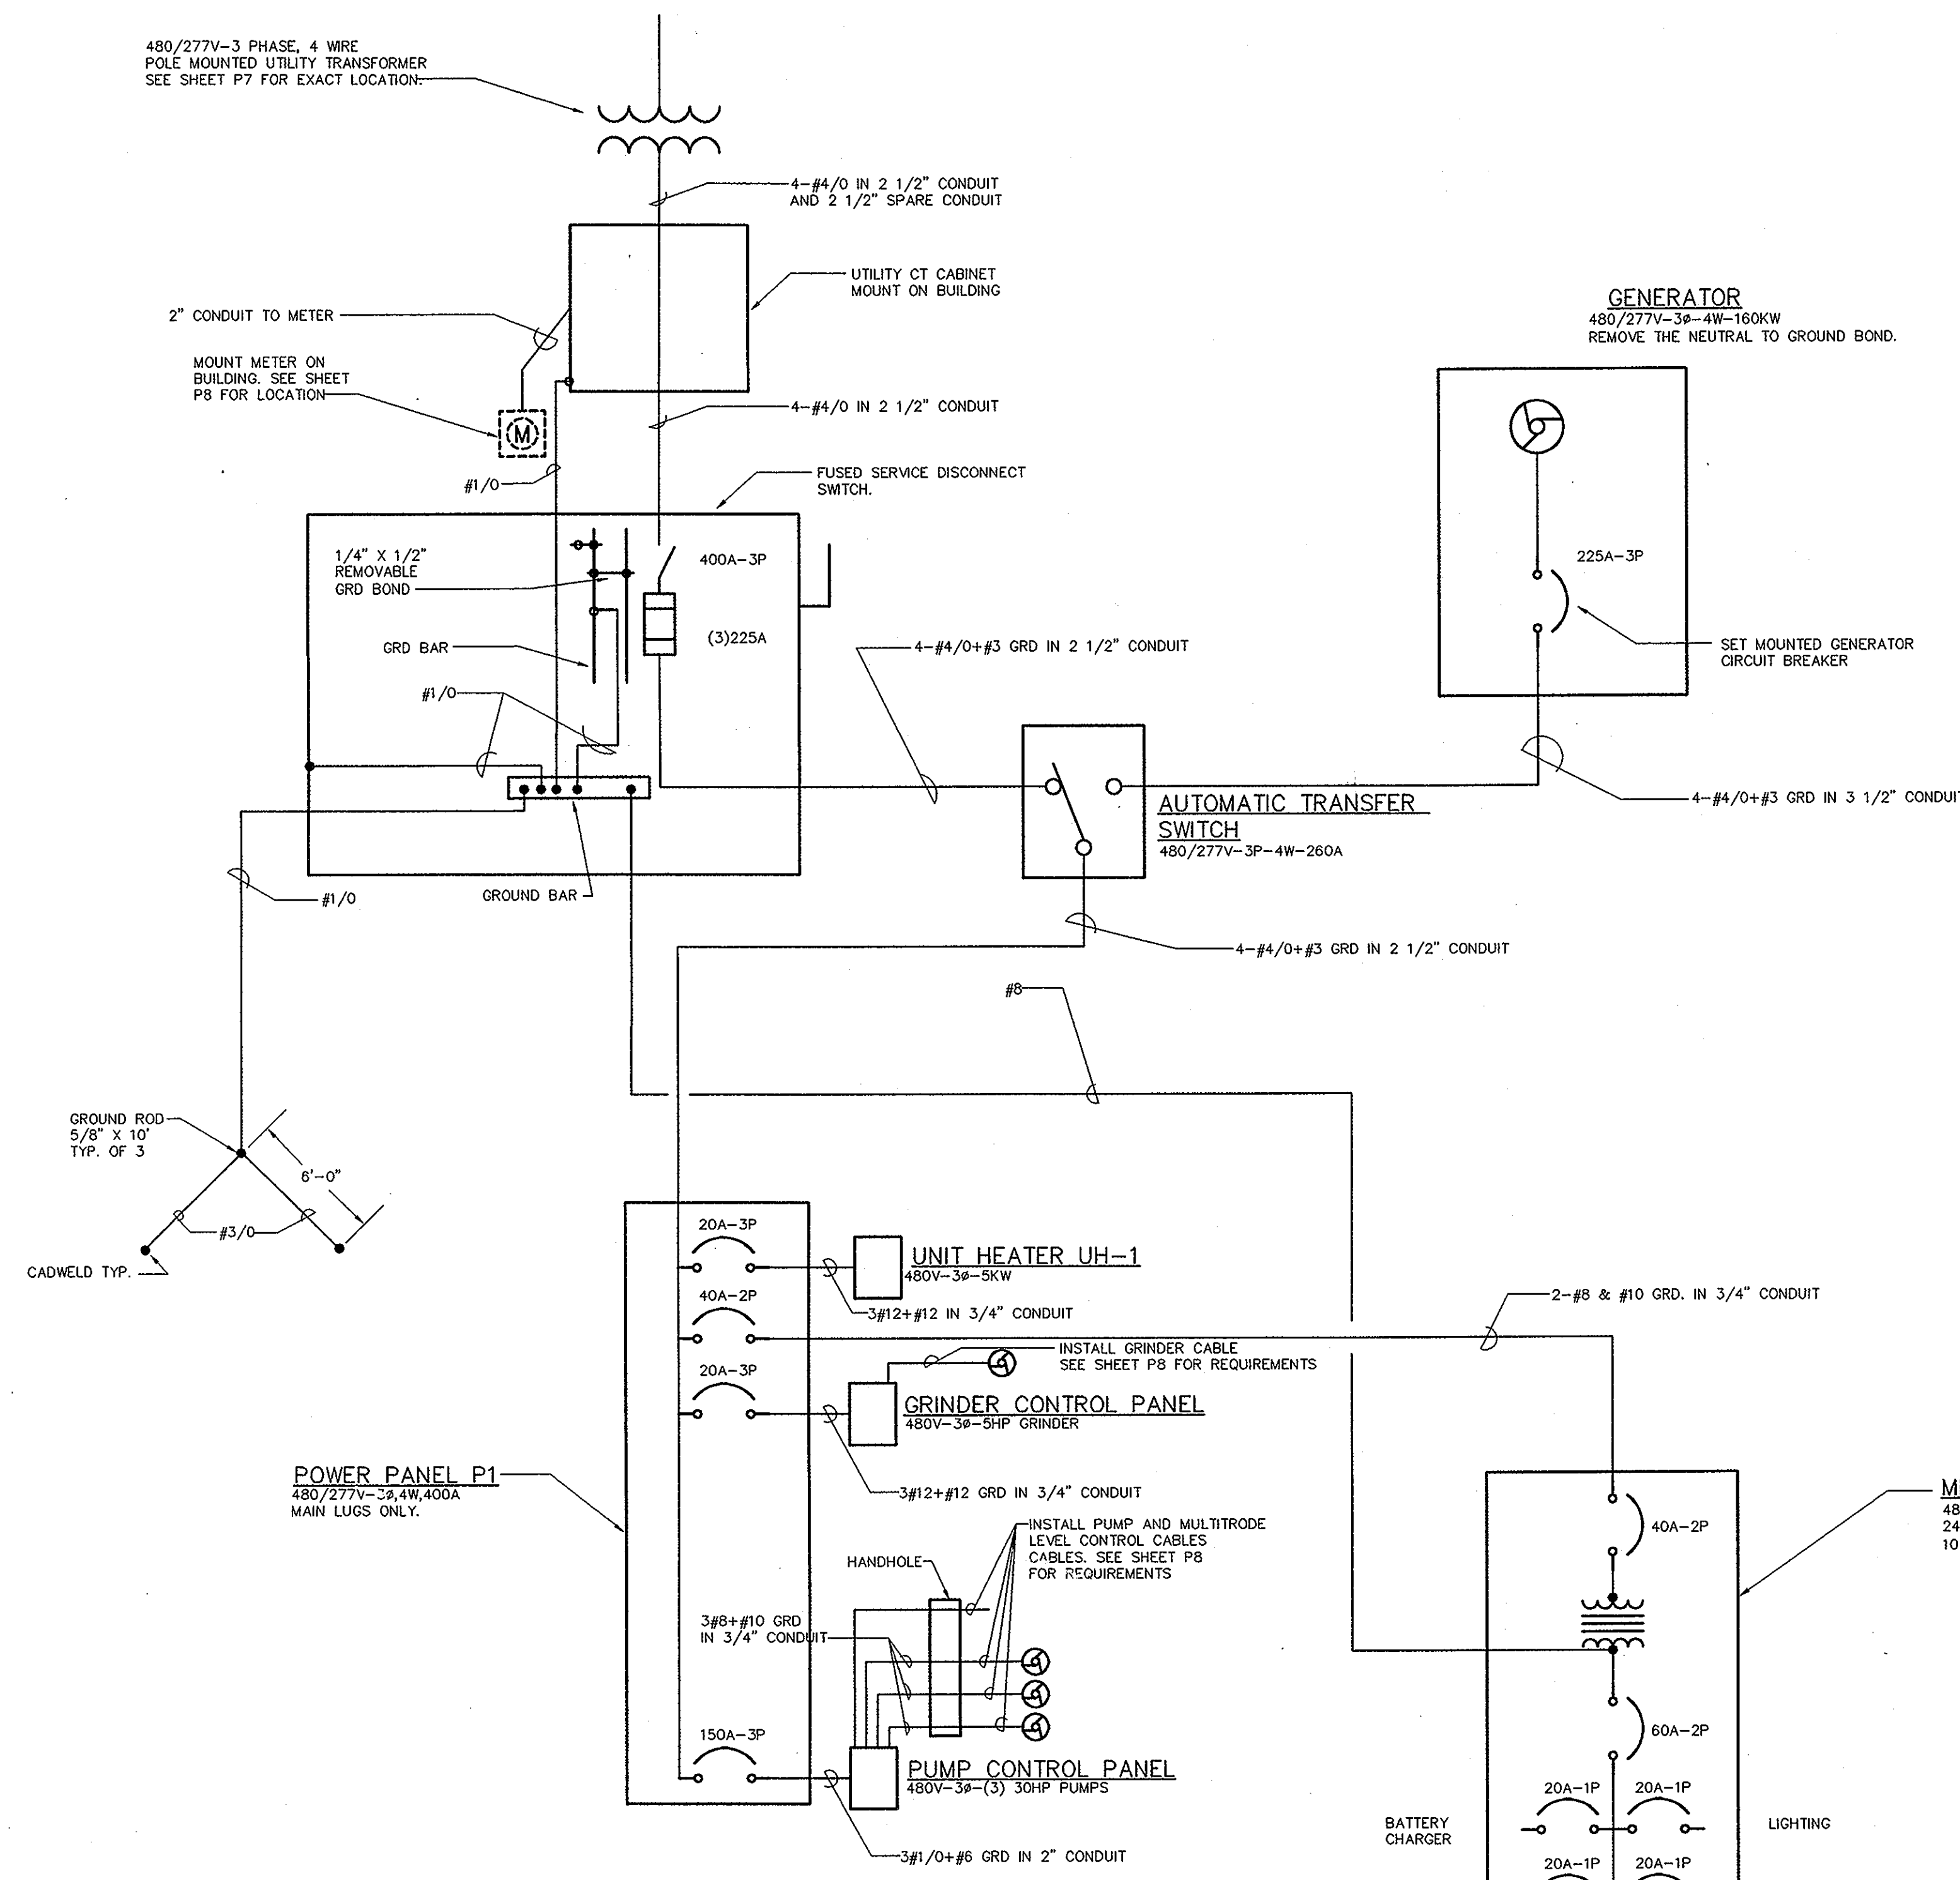 480/277V-3 PHASE, 4 WIRE
POLE MOUNTED UTILITY TRANSFORMER
SEE SHEET P7 FOR EXACT LOCATION.
4-#4/0 IN 2 1/2" CONDUIT
AND 2 1/2" SPARE CONDUIT
UTILITY CT CABINET
MOUNT ON BUILDING
2" CONDUIT TO METER
MOUNT METER ON
BUILDING. SEE SHEET
P8 FOR LOCATION
M
4-#4/0 IN 2 1/2" CONDUIT
#1/0
FUSED SERVICE DISCONNECT
SWITCH.
GENERATOR
480/277V-3ø-4W-160KW
REMOVE THE NEUTRAL TO GROUND BOND.
225A-3P
SET MOUNTED GENERATOR
CIRCUIT BREAKER
1/4" X 1/2"
REMOVABLE
GRD BOND
400A-3P
(3)225A
GRD BAR
#1/0
4-#4/0+#3 GRD IN 2 1/2" CONDUIT
4-#4/0+#3 GRD IN 3 1/2" CONDUIT
AUTOMATIC TRANSFER
SWITCH
480/277V-3P-4W-260A
#1/0
GROUND BAR
4-#4/0+#3 GRD IN 2 1/2" CONDUIT
#8
GROUND ROD
5/8" X 10'
TYP. OF 3
6'-0"
#3/0
CADWELD TYP.
20A-3P
UNIT HEATER UH-1
480V-3ø-5KW
3#12+#12 IN 3/4" CONDUIT
40A-2P
2-#8 & #10 GRD. IN 3/4" CONDUIT
INSTALL GRINDER CABLE
SEE SHEET P8 FOR REQUIREMENTS
20A-3P
GRINDER CONTROL PANEL
480V-3ø-5HP GRINDER
3#12+#12 GRD IN 3/4" CONDUIT
POWER PANEL P1
480/277V-3ø,4W,400A
MAIN LUGS ONLY.
INSTALL PUMP AND MULTITRODE
LEVEL CONTROL CABLES
CABLES. SEE SHEET P8
FOR REQUIREMENTS
HANDHOLE
3#8+#10 GRD
IN 3/4" CONDUIT
150A-3P
PUMP CONTROL PANEL
480V-3ø-(3) 30HP PUMPS
3#1/0+#6 GRD IN 2" CONDUIT
M
48
24
10
40A-2P
60A-2P
20A-1P 20A-1P
BATTERY
CHARGER
LIGHTING
20A-1P 20A-1P